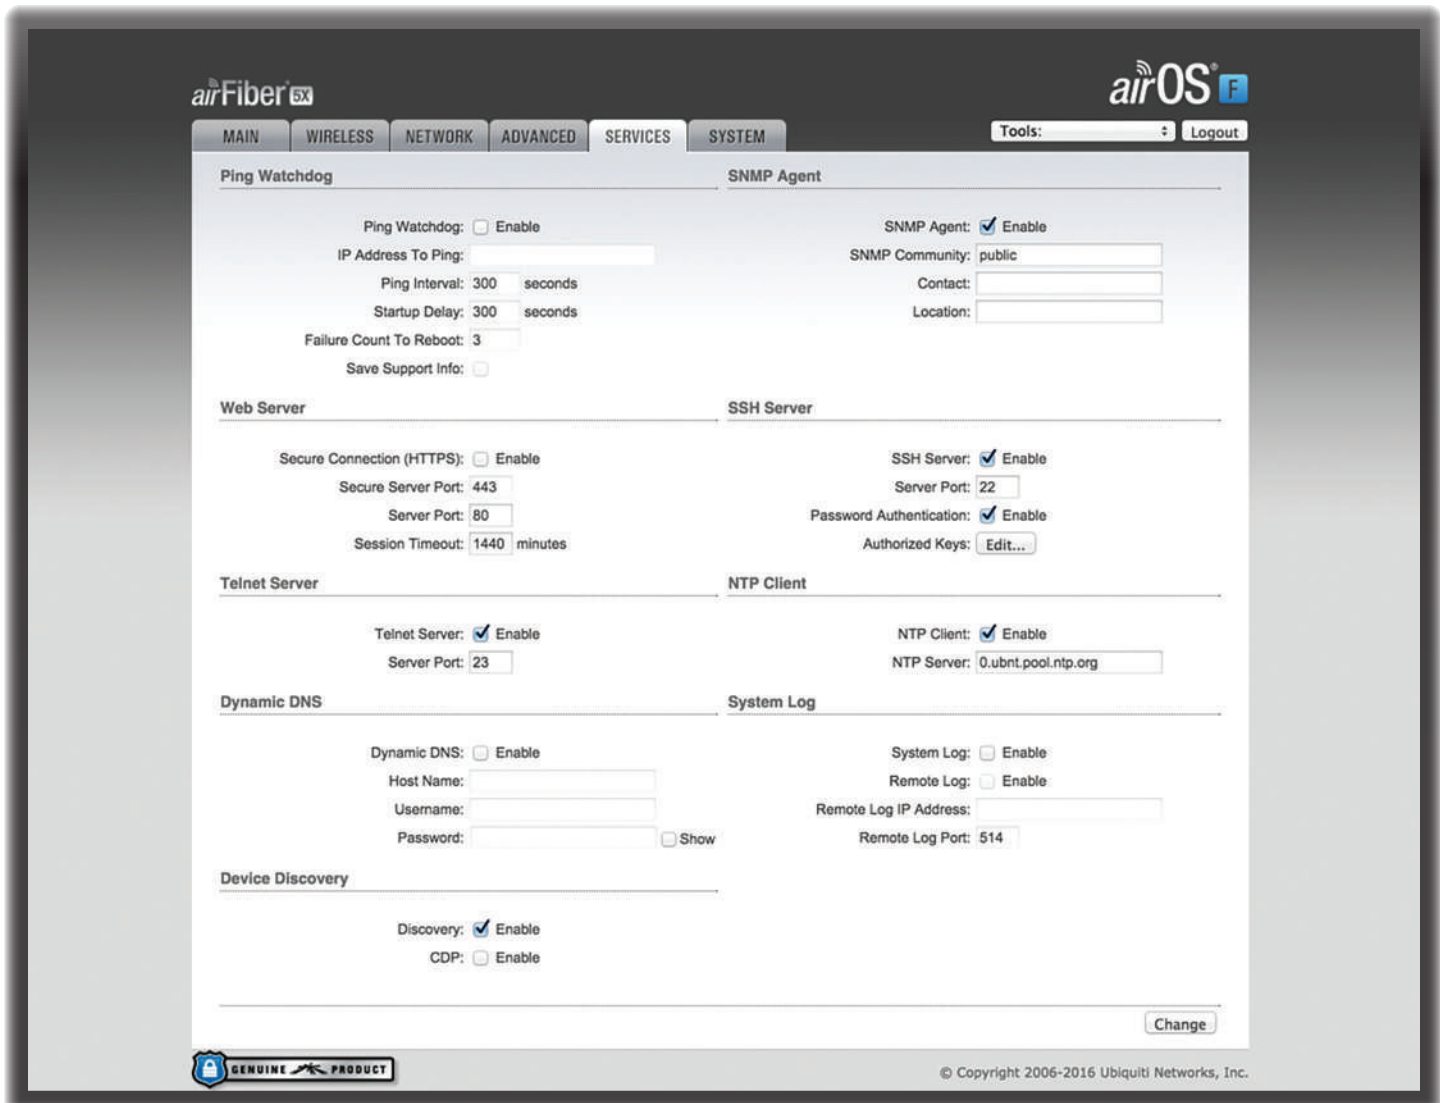 airFiber 5X
airOS F
MAIN WIRELESS NETWORK ADVANCED SERVICES SYSTEM Tools: Logout
Ping Watchdog
Ping Watchdog: Enable
IP Address To Ping:
Ping Interval: 300 seconds
Startup Delay: 300 seconds
Failure Count To Reboot: 3
Save Support Info:
SNMP Agent
SNMP Agent: Enable
SNMP Community: public
Contact:
Location:
Web Server
Secure Connection (HTTPS): Enable
Secure Server Port: 443
Server Port: 80
Session Timeout: 1440 minutes
SSH Server
SSH Server: Enable
Server Port: 22
Password Authentication: Enable
Authorized Keys: Edit...
Telnet Server
Telnet Server: Enable
Server Port: 23
NTP Client
NTP Client: Enable
NTP Server: 0.ubnt.pool.ntp.org
Dynamic DNS
Dynamic DNS: Enable
Host Name:
Username:
Password: Show
System Log
System Log: Enable
Remote Log: Enable
Remote Log IP Address:
Remote Log Port: 514
Device Discovery
Discovery: Enable
CDP: Enable
Change
GENUINE PRODUCT
© Copyright 2006-2016 Ubiquiti Networks, Inc.